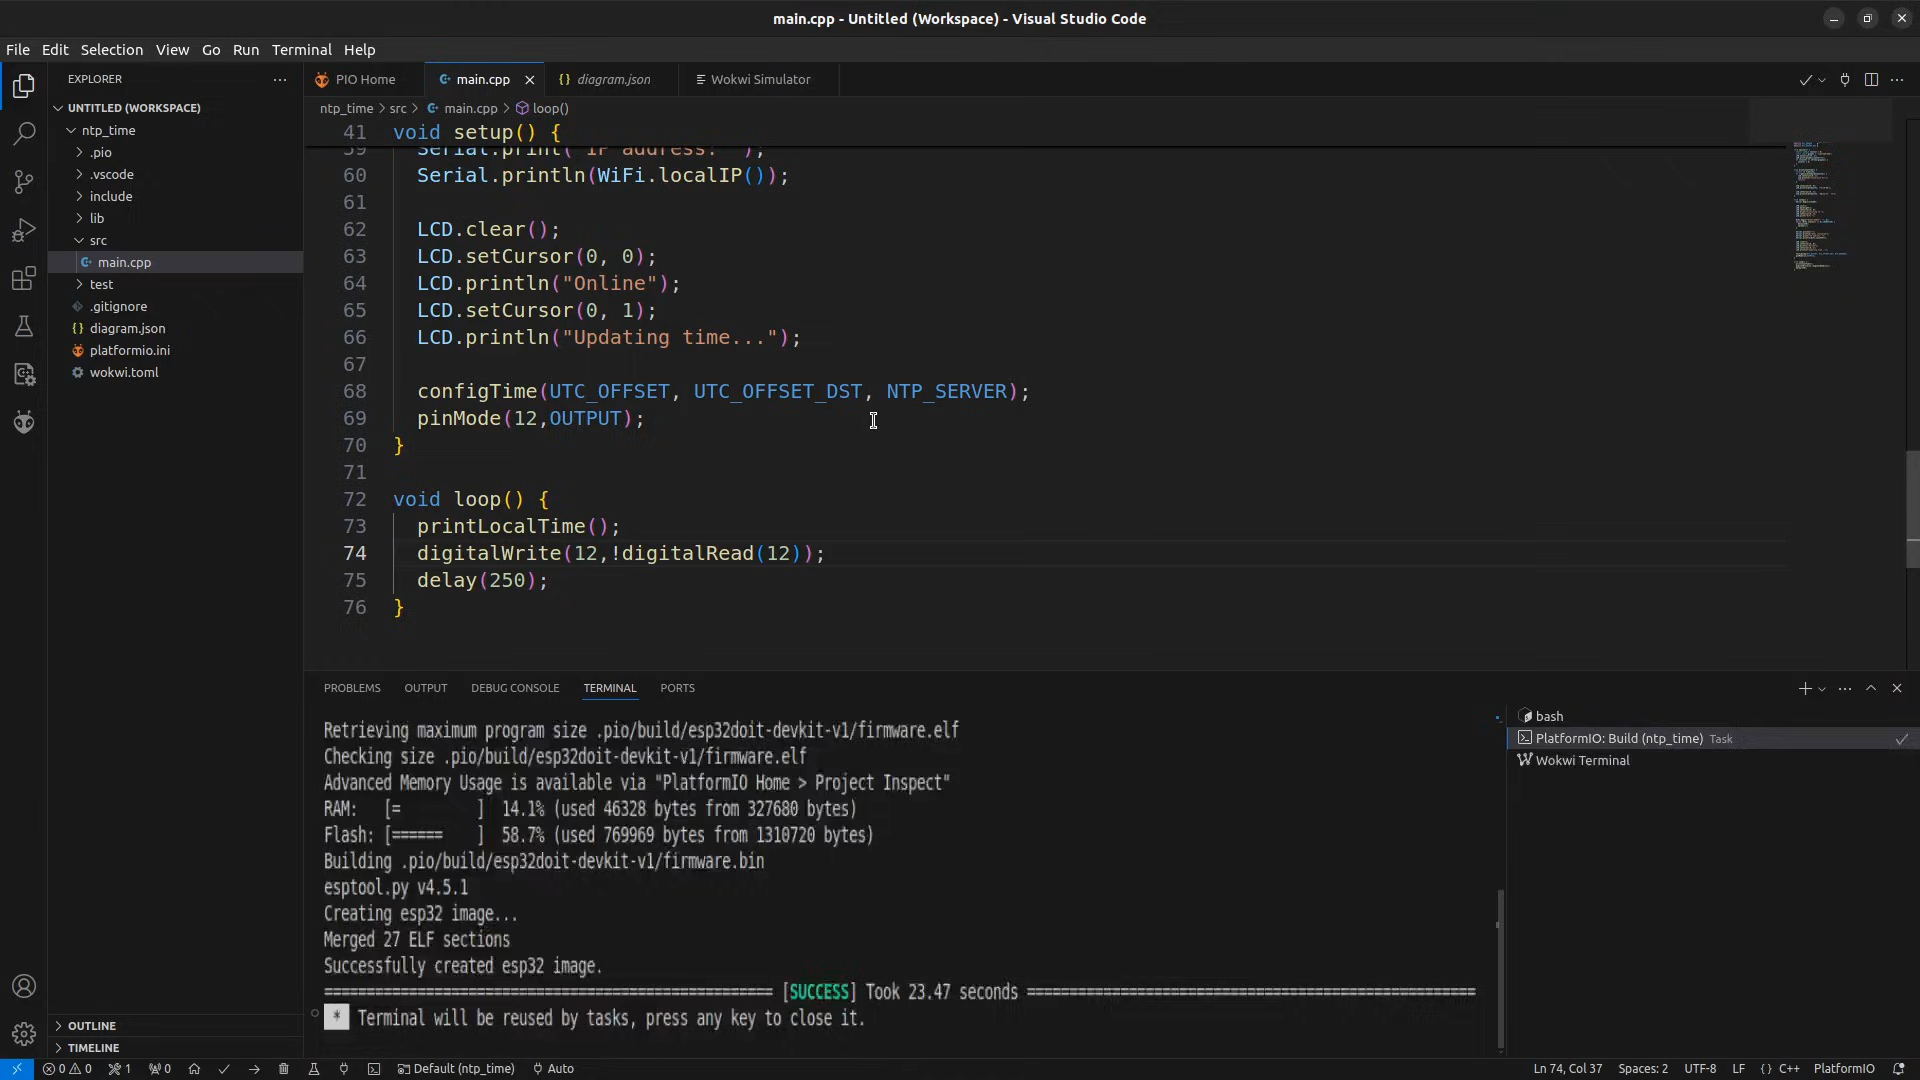 main.cpp - Untitled (Workspace) - Visual Studio Code
File Edit Selection View Go Run Terminal Help
EXPLORER
UNTITLED (WORKSPACE)
ntp_time
.pio
.vscode
include
lib
src
main.cpp
test
.gitignore
diagram.json
platformio.ini
wokwi.toml
OUTLINE
TIMELINE
PIO Home
main.cpp
diagram.json
Wokwi Simulator
ntp_time > src > main.cpp > loop()
41 void setup() {
59 Serial.print("IP address: ");
60 Serial.println(WiFi.localIP());
61
62 LCD.clear();
63 LCD.setCursor(0, 0);
64 LCD.println("Online");
65 LCD.setCursor(0, 1);
66 LCD.println("Updating time...");
67
68 configTime(UTC_OFFSET, UTC_OFFSET_DST, NTP_SERVER);
69 pinMode(12,OUTPUT);
70 }
71
72 void loop() {
73 printLocalTime();
74 digitalWrite(12,!digitalRead(12));
75 delay(250);
76 }
PROBLEMS OUTPUT DEBUG CONSOLE TERMINAL PORTS
Retrieving maximum program size .pio/build/esp32doit-devkit-v1/firmware.elf
Checking size .pio/build/esp32doit-devkit-v1/firmware.elf
Advanced Memory Usage is available via "PlatformIO Home > Project Inspect"
RAM: [= ] 14.1% (used 46328 bytes from 327680 bytes)
Flash: [====== ] 58.7% (used 769969 bytes from 1310720 bytes)
Building .pio/build/esp32doit-devkit-v1/firmware.bin
esptool.py v4.5.1
Creating esp32 image...
Merged 27 ELF sections
Successfully created esp32 image.
===== [SUCCESS] Took 23.47 seconds =====
* Terminal will be reused by tasks, press any key to close it.
bash
PlatformIO: Build (ntp_time) Task
Wokwi Terminal
0 0 1 0 Default (ntp_time) Auto
Ln 74, Col 37 Spaces: 2 UTF-8 LF {} C++ PlatformIO